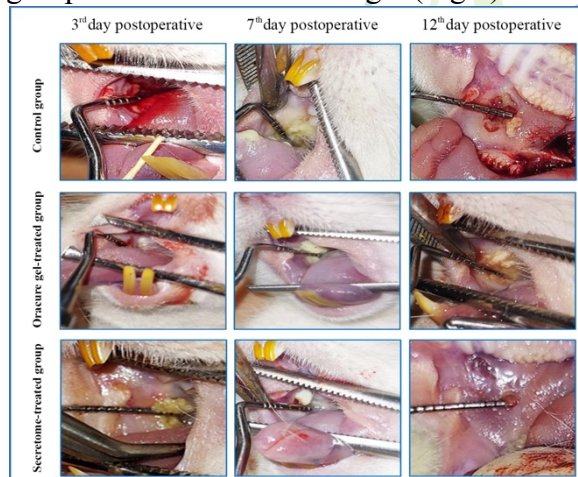 3rd day postoperative
7th day postoperative
12th day postoperative
Control group
Oracure gel-treated group
Secretome-treated group